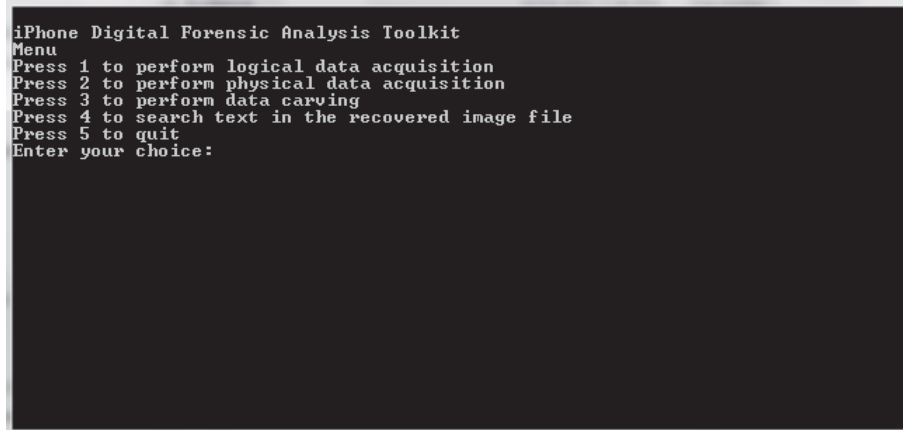 iPhone Digital Forensic Analysis Toolkit
Menu
Press 1 to perform logical data acquisition
Press 2 to perform physical data acquisition
Press 3 to perform data carving
Press 4 to search text in the recovered image file
Press 5 to quit
Enter your choice: